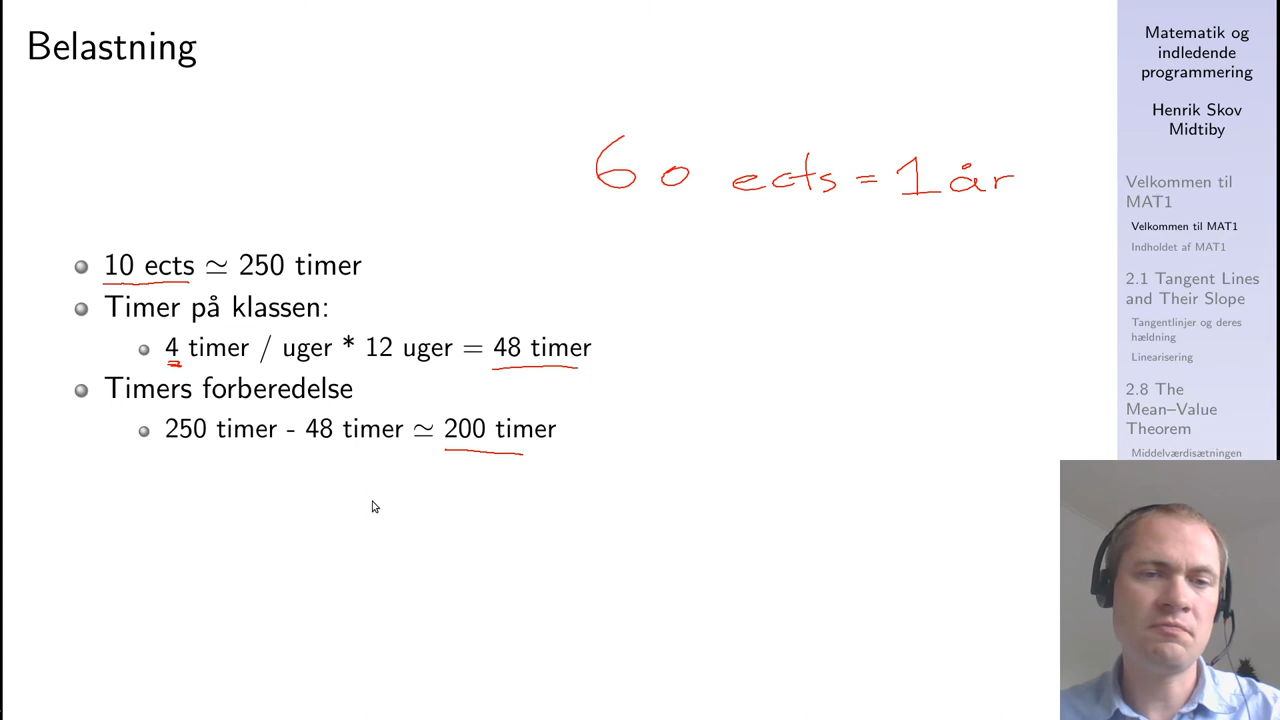 Belastning
60 ects = 1 år
10 ects ≃ 250 timer
Timer på klassen:
4 timer / uger * 12 uger = 48 timer
Timers forberedelse
250 timer - 48 timer ≃ 200 timer
Matematik og
indledende
programmering
Henrik Skov
Midtiby
Velkommen til
MAT1
Velkommen til MAT1
Indholdet af MAT1
2.1 Tangent Lines
and Their Slope
Tangentlinjer og deres
hældning
Linearisering
2.8 The
Mean–Value
Theorem
Middelværdisætningen